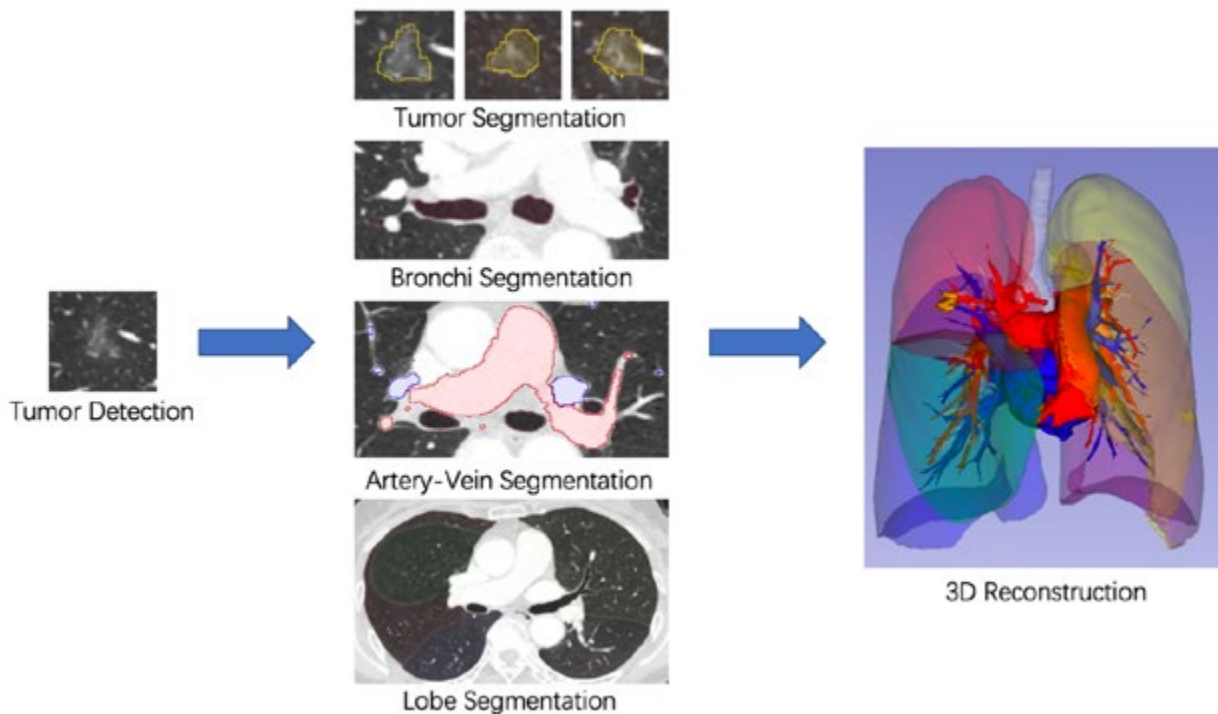 Tumor Segmentation
Bronchi Segmentation
Tumor Detection
Artery-Vein Segmentation
Lobe Segmentation
3D Reconstruction